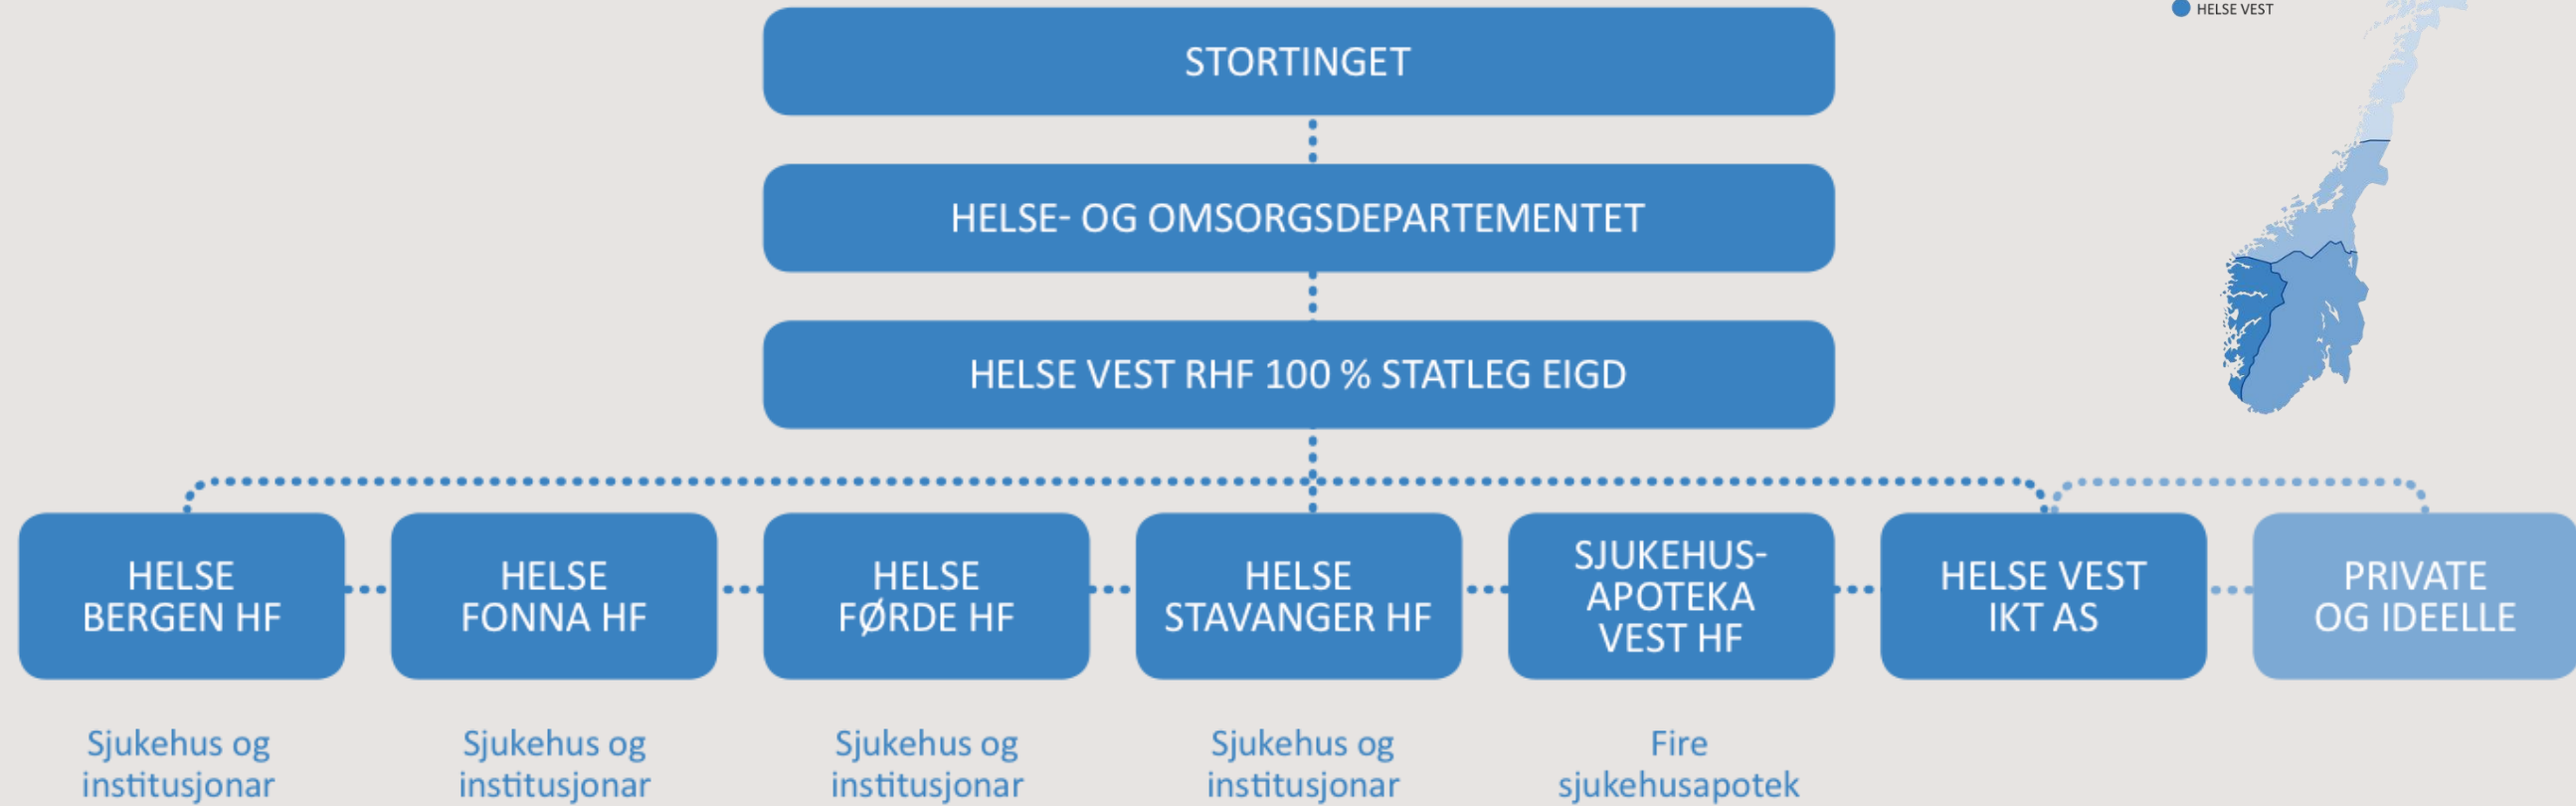 HELSE VEST
STORTINGET
HELSE- OG OMSORGSDEPARTEMENTET
HELSE VEST RHF 100 % STATLEG EIGD
HELSE
BERGEN HF
HELSE
FONNA HF
HELSE
FØRDE HF
HELSE
STAVANGER HF
SJUKEHUS-
APOTEKA
VEST HF
HELSE VEST
IKT AS
PRIVATE
OG IDEELLE
Sjukehus og
institusjonar
Sjukehus og
institusjonar
Sjukehus og
institusjonar
Sjukehus og
institusjonar
Fire
sjukehusapotek